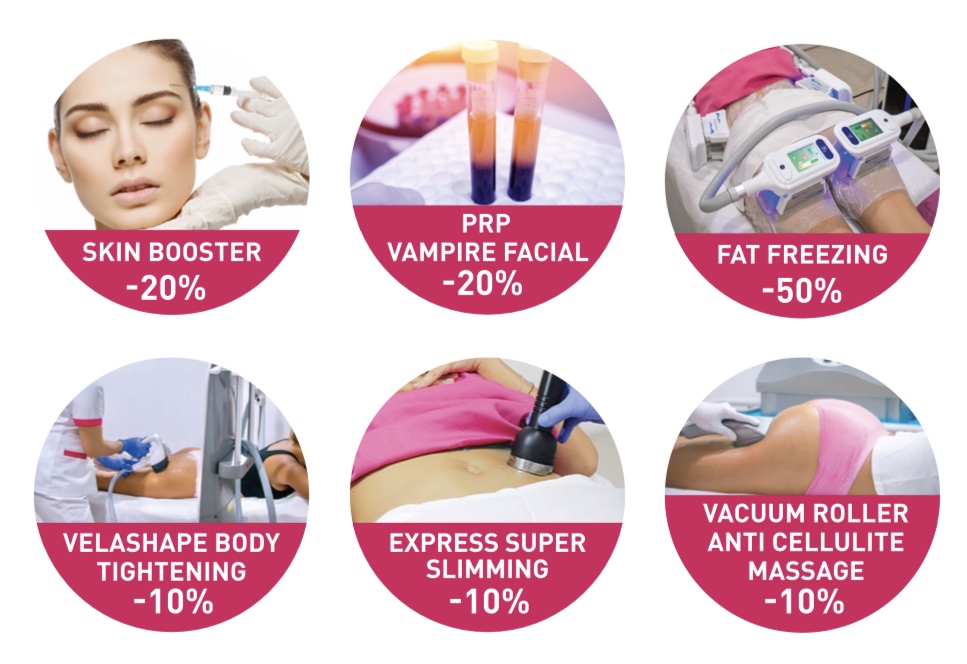 SKIN BOOSTER
-20%
PRP
VAMPIRE FACIAL
-20%
FAT FREEZING
-50%
VELASHAPE BODY
TIGHTENING
-10%
EXPRESS SUPER
SLIMMING
-10%
VACUUM ROLLER
ANTI CELLULITE
MASSAGE
-10%